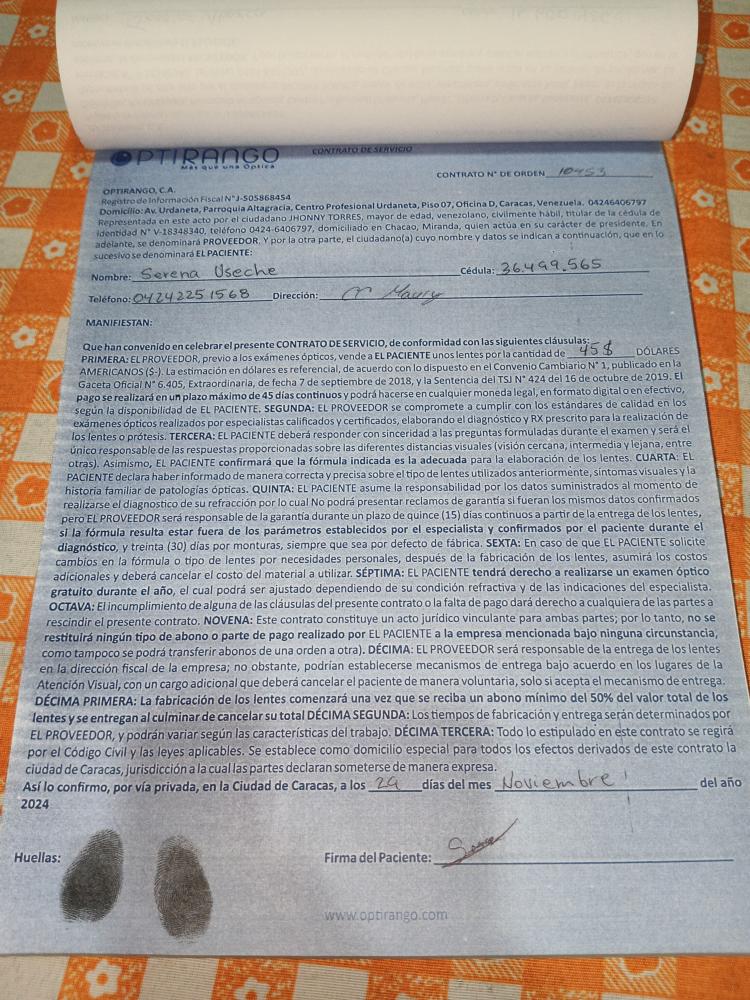 OPTIRANGO
Más que una Óptica
CONTRATO DE SERVICIO
CONTRATO N° DE ORDEN 10453
OPTIRANGO, C.A.
Registro de Información Fiscal N°J-505868454
Domicilio: Av. Urdaneta, Parroquia Altagracia, Centro Profesional Urdaneta, Piso 07, Oficina D, Caracas, Venezuela. 04246406797
Representada en este acto por el ciudadano JHONNY TORRES, mayor de edad, venezolano, civilmente hábil, titular de la cédula de
identidad N° V-18348340, teléfono 0424-6406797, domiciliado en Chacao, Miranda, quien actúa en su carácter de presidente. En
adelante, se denominará PROVEEDOR. Y por la otra parte, el ciudadano(a) cuyo nombre y datos se indican a continuación, que en lo
sucesivo se denominará EL PACIENTE:
Nombre: Serena Useche Cédula: 36.499.565
Teléfono: 04242251568 Dirección:
MANIFIESTAN:
Que han convenido en celebrar el presente CONTRATO DE SERVICIO, de conformidad con las siguientes cláusulas:
PRIMERA: EL PROVEEDOR, previo a los exámenes ópticos, vende a EL PACIENTE unos lentes por la cantidad de 45$ DÓLARES
AMERICANOS ($-). La estimación en dólares es referencial, de acuerdo con lo dispuesto en el Convenio Cambiario N° 1, publicado en la
Gaceta Oficial N° 6.405, Extraordinaria, de fecha 7 de septiembre de 2018, y la Sentencia del TSJ N° 424 del 16 de octubre de 2019. El
pago se realizará en un plazo máximo de 45 días continuos y podrá hacerse en cualquier moneda legal, en formato digital o en efectivo,
según la disponibilidad de EL PACIENTE. SEGUNDA: EL PROVEEDOR se compromete a cumplir con los estándares de calidad en los
exámenes ópticos realizados por especialistas calificados y certificados, elaborando el diagnóstico y RX prescrito para la realización de
los lentes o prótesis. TERCERA: EL PACIENTE deberá responder con sinceridad a las preguntas formuladas durante el examen y será el
único responsable de las respuestas proporcionadas sobre las diferentes distancias visuales (visión cercana, intermedia y lejana, entre
otras). Asimismo, EL PACIENTE confirmará que la fórmula indicada es la adecuada para la elaboración de los lentes. CUARTA: EL
PACIENTE declara haber informado de manera correcta y precisa sobre el tipo de lentes utilizados anteriormente, sintomas visuales y la
historia familiar de patologías ópticas. QUINTA: EL PACIENTE asume la responsabilidad por los datos suministrados al momento de
realizarse el diagnostico de su refracción por lo cual No podrá presentar reclamos de garantía si fueran los mismos datos confirmados
pero EL PROVEEDOR será responsable de la garantía durante un plazo de quince (15) días continuos a partir de la entrega de los lentes,
si la fórmula resulta estar fuera de los parámetros establecidos por el especialista y confirmados por el paciente durante el
diagnóstico, y treinta (30) días por monturas, siempre que sea por defecto de fábrica. SEXTA: En caso de que EL PACIENTE solicite
cambios en la fórmula o tipo de lentes por necesidades personales, después de la fabricación de los lentes, asumirá los costos
adicionales y deberá cancelar el costo del material a utilizar. SÉPTIMA: EL PACIENTE tendrá derecho a realizarse un examen óptico
gratuito durante el año, el cual podrá ser ajustado dependiendo de su condición refractiva y de las indicaciones del especialista.
OCTAVA: El incumplimiento de alguna de las cláusulas del presente contrato o la falta de pago dará derecho a cualquiera de las partes a
rescindir el presente contrato. NOVENA: Este contrato constituye un acto jurídico vinculante para ambas partes; por lo tanto, no se
restituirá ningún tipo de abono o parte de pago realizado por EL PACIENTE a la empresa mencionada bajo ninguna circunstancia,
como tampoco se podrá transferir abonos de una orden a otra). DÉCIMA: EL PROVEEDOR será responsable de la entrega de los lentes
en la dirección fiscal de la empresa; no obstante, podrían establecerse mecanismos de entrega bajo acuerdo en los lugares de la
Atención Visual, con un cargo adicional que deberá cancelar el paciente de manera voluntaria, solo si acepta el mecanismo de entrega.
DÉCIMA PRIMERA: La fabricación de los lentes comenzará una vez que se reciba un abono mínimo del 50% del valor total de los
lentes y se entregan al culminar de cancelar su total DÉCIMA SEGUNDA: Los tiempos de fabricación y entrega serán determinados por
EL PROVEEDOR, y podrán variar según las características del trabajo. DÉCIMA TERCERA: Todo lo estipulado en este contrato se regirá
por el Código Civil y las leyes aplicables. Se establece como domicilio especial para todos los efectos derivados de este contrato la
ciudad de Caracas, jurisdicción a la cual las partes declaran someterse de manera expresa.
Así lo confirmo, por vía privada, en la Ciudad de Caracas, a los 29 días del mes Noviembre del año
2024
Huellas:
Firma del Paciente:
www.optirango.com